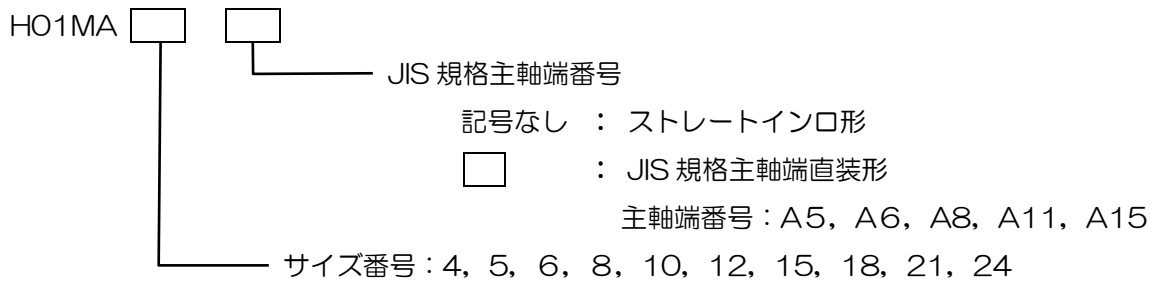 HO1MA
JIS 規格主軸端番号
記号なし : ストレートインロ形
: JIS 規格主軸端直装形
主軸端番号:A5, A6, A8, A11, A15
サイズ番号:4, 5, 6, 8, 10, 12, 15, 18, 21, 24